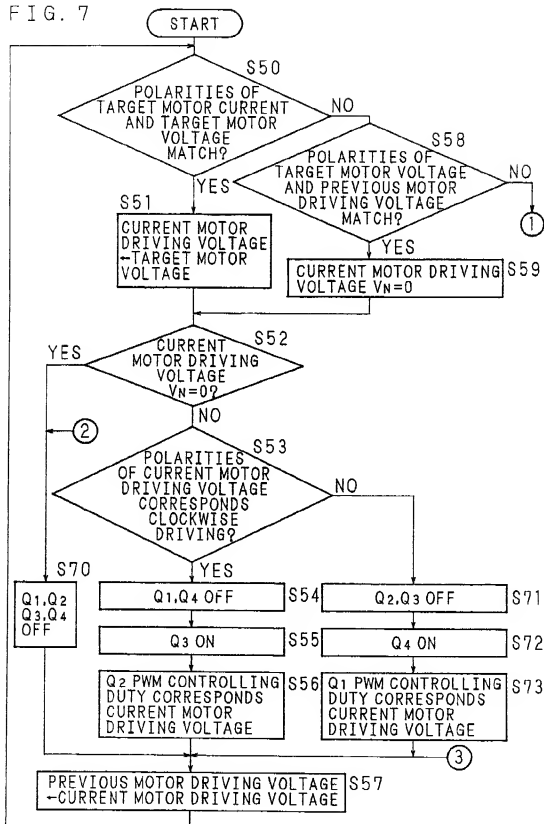 FIG. 7
START
S50
POLARITIES OF
TARGET MOTOR CURRENT
AND TARGET MOTOR
VOLTAGE
MATCH?
NO
YES
S58
POLARITIES OF
TARGET MOTOR VOLTAGE
AND PREVIOUS MOTOR
DRIVING VOLTAGE
MATCH?
NO
1
YES
S51
CURRENT MOTOR
DRIVING VOLTAGE
←TARGET MOTOR
VOLTAGE
CURRENT MOTOR DRIVING
VOLTAGE VN=0
S59
S52
YES
CURRENT
MOTOR DRIVING
VOLTAGE
VN=0?
NO
2
S53
POLARITIES
OF CURRENT MOTOR
DRIVING VOLTAGE
CORRESPONDS
CLOCKWISE
DRIVING?
NO
YES
S70
Q1,Q2
Q3,Q4
OFF
Q1,Q4 OFF
S54
Q2,Q3 OFF
S71
Q3 ON
S55
Q4 ON
S72
Q2 PWM CONTROLLING
DUTY CORRESPONDS
CURRENT MOTOR
DRIVING VOLTAGE
S56
Q1 PWM CONTROLLING
DUTY CORRESPONDS
CURRENT MOTOR
DRIVING VOLTAGE
S73
3
PREVIOUS MOTOR DRIVING VOLTAGE
←CURRENT MOTOR DRIVING VOLTAGE
S57